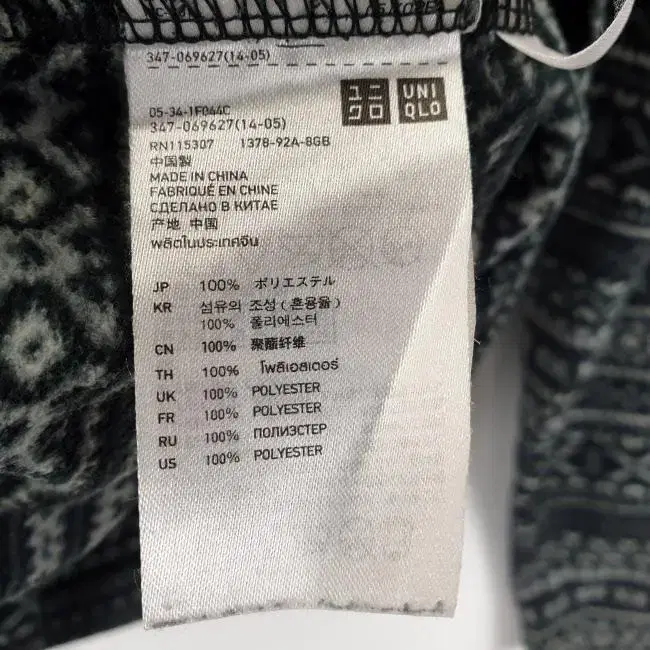 347-069627(14-05)
ユニクロ
UNIQLO
05-34-1F044C
347-069627(14-05)
RN115307 1378-92A-8GB
中国製
MADE IN CHINA
FABRIQUÉ EN CHINE
СДЕЛАНО В КИТАЕ
产地 中国
ผลิตในประเทศจีน
JP 100% ポリエステル
KR 섬유의 조성 ( 혼용율 )
100% 폴리에스터
CN 100% 聚酯纤维
TH 100% โพลีเอสเตอร์
UK 100% POLYESTER
FR 100% POLYESTER
RU 100% ПОЛИЭСТЕР
US 100% POLYESTER